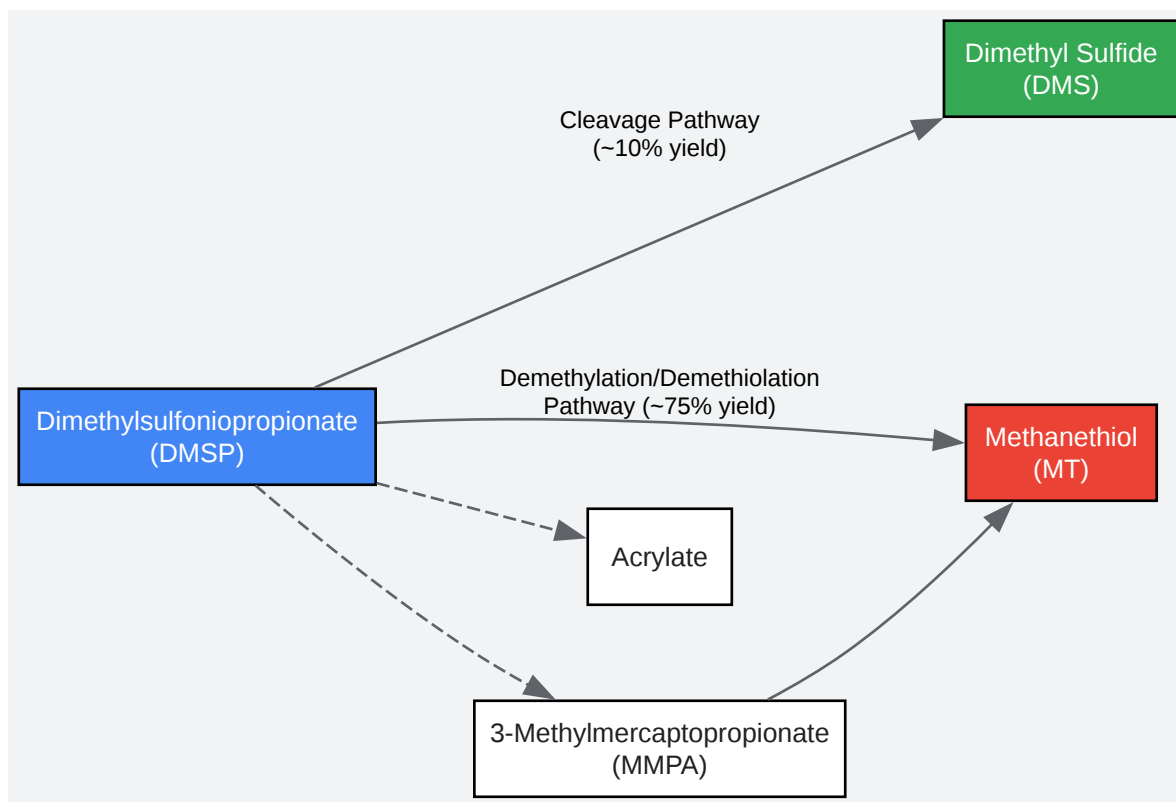 Dimethyl Sulfide
(DMS)
Cleavage Pathway
(~10% yield)
Demethylation/Demethiolation
Pathway (~75% yield)
Dimethylsulfoniopropionate
(DMSP)
Methanethiol
(MT)
Acrylate
3-Methylmercaptopropionate
(MMPA)